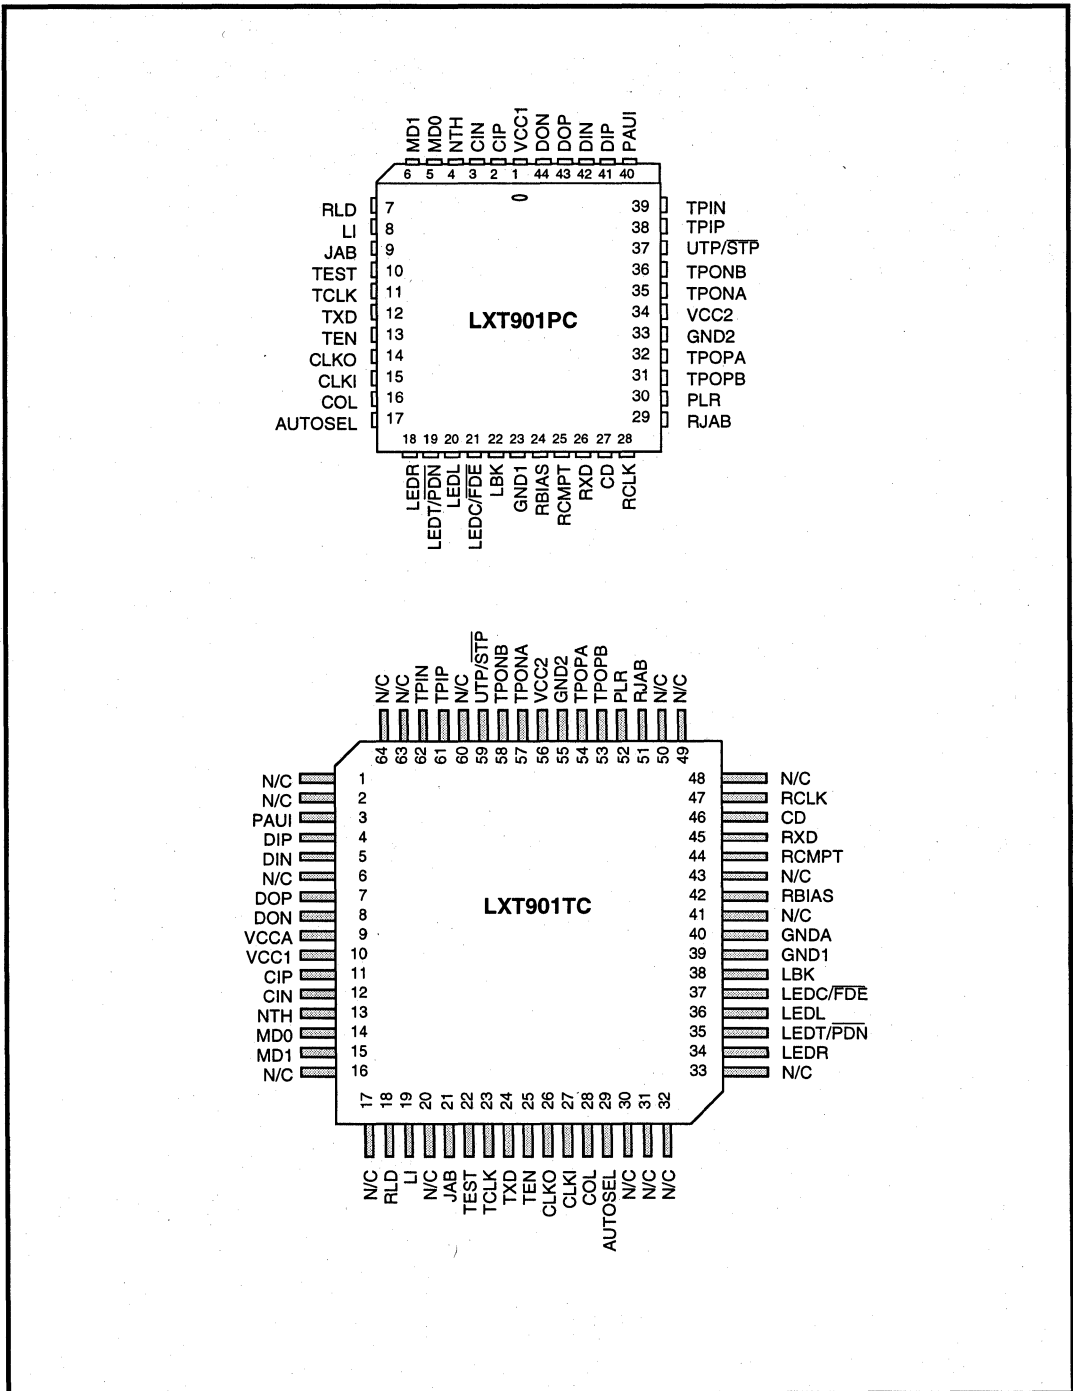 MD1 MD0 NTH CIN CIP VCC1 DON DOP DIN DIP PAUI
6 5 4 3 2 1 44 43 42 41 40
RLD 7 39 TPIN
LI 8 38 TPIP
JAB 9 37 UTP/STP
TEST 10 36 TPONB
TCLK 11 35 TPONA
TXD 12 34 VCC2
LXT901PC
TEN 13 33 GND2
CLKO 14 32 TPOPA
CLKI 15 31 TPOPB
COL 16 30 PLR
AUTOSEL 17 29 RJAB
18 19 20 21 22 23 24 25 26 27 28
LEDR LEDT/PDN LEDL LEDC/FDE LBK GND1 RBIAS RCMPT RXD CD RCLK
N/C N/C TPIN TPIP N/C UTP/STP TPONB TPONA VCC2 GND2 TPOPA TPOPB PLR RJAB N/C N/C
64 63 62 61 60 59 58 57 56 55 54 53 52 51 50 49
N/C 1 48 N/C
N/C 2 47 RCLK
PAUI 3 46 CD
DIP 4 45 RXD
DIN 5 44 RCMPT
N/C 6 43 N/C
DOP 7 42 RBIAS
LXT901TC
DON 8 41 N/C
VCCA 9 40 GNDA
VCC1 10 39 GND1
CIP 11 38 LBK
CIN 12 37 LEDC/FDE
NTH 13 36 LEDL
MD0 14 35 LEDT/PDN
MD1 15 34 LEDR
N/C 16 33 N/C
17 18 19 20 21 22 23 24 25 26 27 28 29 30 31 32
N/C RLD LI N/C JAB TEST TCLK TXD TEN CLKO CLKI COL AUTOSEL N/C N/C N/C